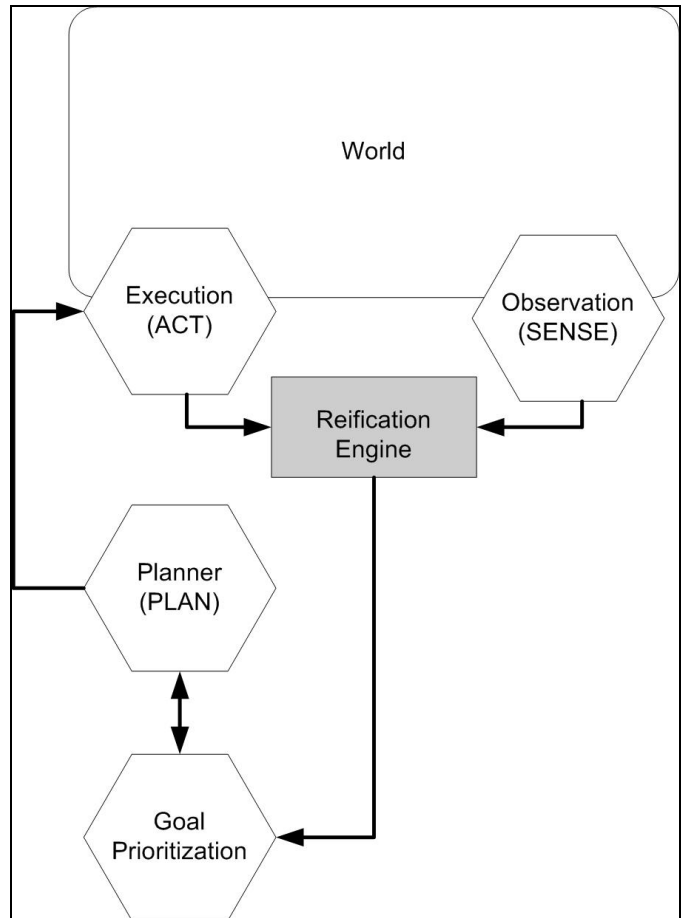 World
Execution
(ACT)
Observation
(SENSE)
Reification
Engine
Planner
(PLAN)
Goal
Prioritization